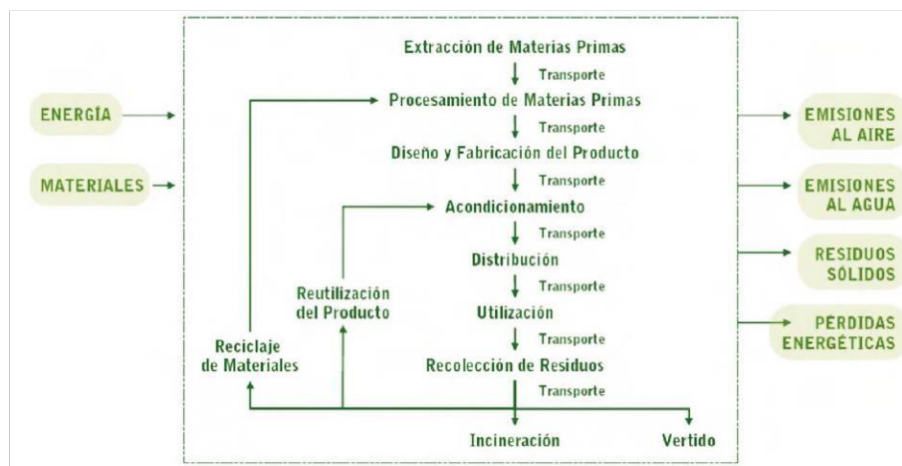 Extracción de Materias Primas
Transporte
Procesamiento de Materias Primas
Transporte
Diseño y Fabricación del Producto
Transporte
Acondicionamiento
Transporte
Distribución
Transporte
Utilización
Transporte
Recolección de Residuos
Transporte
Incineración
Vertido
Reutilización
del Producto
Reciclaje
de Materiales
ENERGÍA
MATERIALES
EMISIONES
AL AIRE
EMISIONES
AL AGUA
RESIDUOS
SÓLIDOS
PÉRDIDAS
ENERGÉTICAS